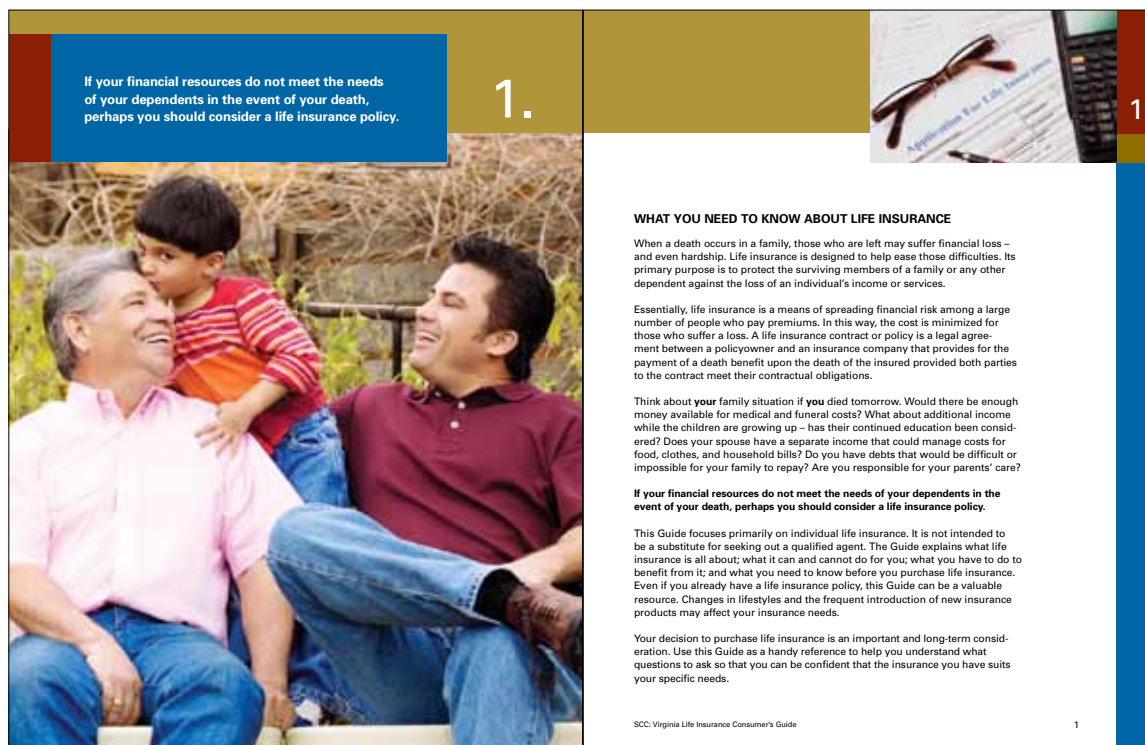 If your financial resources do not meet the needs
of your dependents in the event of your death,
perhaps you should consider a life insurance policy.
1.
Application For Life Insurance
1
WHAT YOU NEED TO KNOW ABOUT LIFE INSURANCE
When a death occurs in a family, those who are left may suffer financial loss –
and even hardship. Life insurance is designed to help ease those difficulties. Its
primary purpose is to protect the surviving members of a family or any other
dependent against the loss of an individual's income or services.
Essentially, life insurance is a means of spreading financial risk among a large
number of people who pay premiums. In this way, the cost is minimized for
those who suffer a loss. A life insurance contract or policy is a legal agree-
ment between a policyowner and an insurance company that provides for the
payment of a death benefit upon the death of the insured provided both parties
to the contract meet their contractual obligations.
Think about your family situation if you died tomorrow. Would there be enough
money available for medical and funeral costs? What about additional income
while the children are growing up – has their continued education been consid-
ered? Does your spouse have a separate income that could manage costs for
food, clothes, and household bills? Do you have debts that would be difficult or
impossible for your family to repay? Are you responsible for your parents' care?
If your financial resources do not meet the needs of your dependents in the
event of your death, perhaps you should consider a life insurance policy.
This Guide focuses primarily on individual life insurance. It is not intended to
be a substitute for seeking out a qualified agent. The Guide explains what life
insurance is all about; what it can and cannot do for you; what you have to do to
benefit from it; and what you need to know before you purchase life insurance.
Even if you already have a life insurance policy, this Guide can be a valuable
resource. Changes in lifestyles and the frequent introduction of new insurance
products may affect your insurance needs.
Your decision to purchase life insurance is an important and long-term consid-
eration. Use this Guide as a handy reference to help you understand what
questions to ask so that you can be confident that the insurance you have suits
your specific needs.
SCC: Virginia Life Insurance Consumer's Guide
1